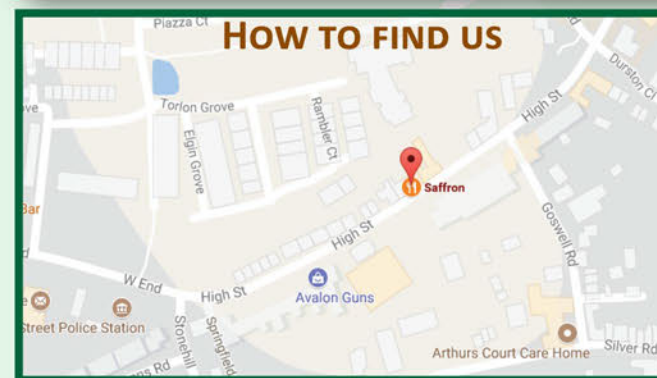 HOW TO FIND US
Piazza Ct
Durston Cl
High St
Torlon Grove
Rambler Ct
Elgin Grove
Saffron
Bar
High St
Goswell Rd
W End
High St
Avalon Guns
Street Police Station
Stonehill
Springfield
Arthurs Court Care Home
Silver Rd